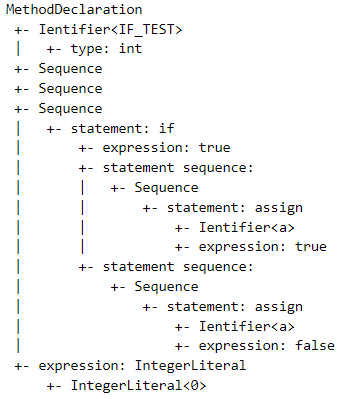 MethodDeclaration
 +- Ientifier<IF_TEST>
 |   +- type: int
 +- Sequence
 +- Sequence
 +- Sequence
 |   +- statement: if
 |       +- expression: true
 |       +- statement sequence:
 |       |   +- Sequence
 |       |       +- statement: assign
 |       |           +- Ientifier<a>
 |       |           +- expression: true
 |       +- statement sequence:
 |           +- Sequence
 |               +- statement: assign
 |                   +- Ientifier<a>
 |                   +- expression: false
 +- expression: IntegerLiteral
     +- IntegerLiteral<0>